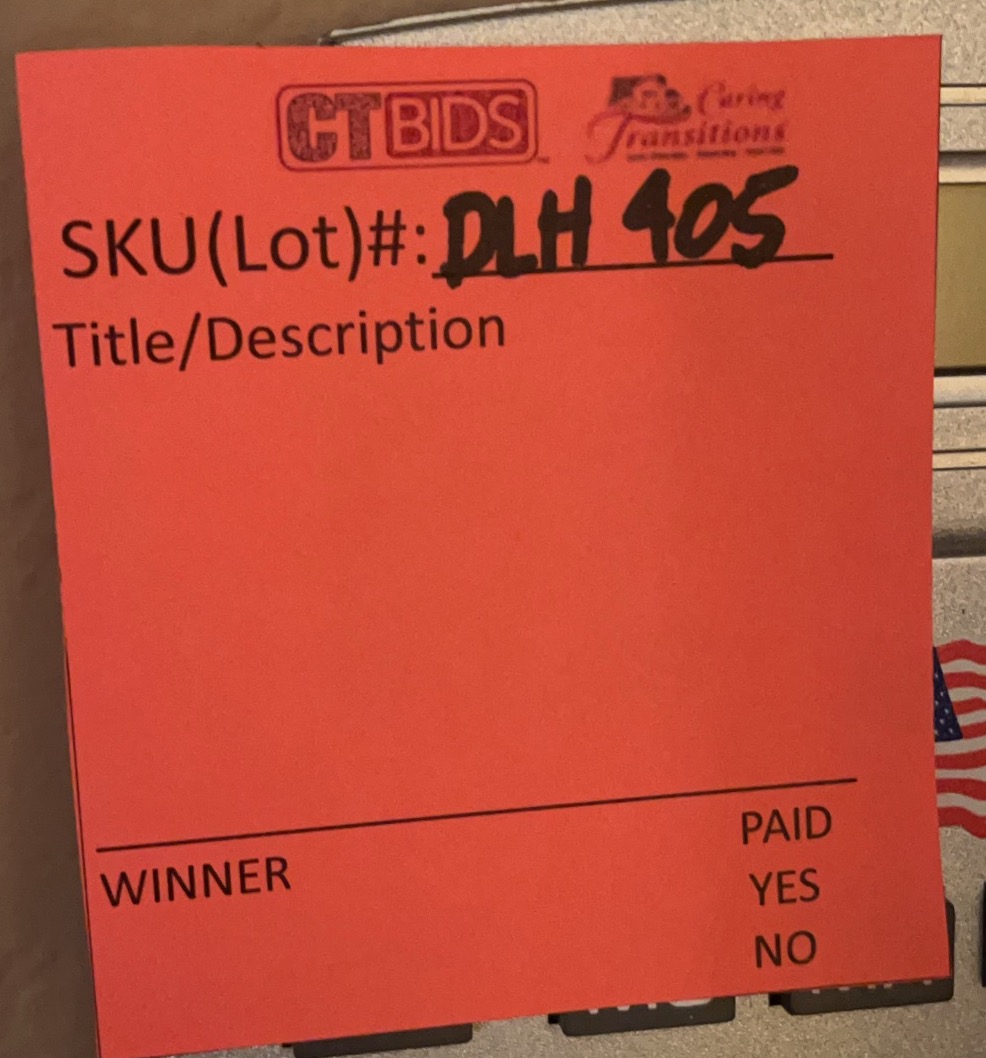 CTBIDS
Caring
Transitions
SKU(Lot)#: DLH 405
Title/Description
WINNER
PAID
YES
NO